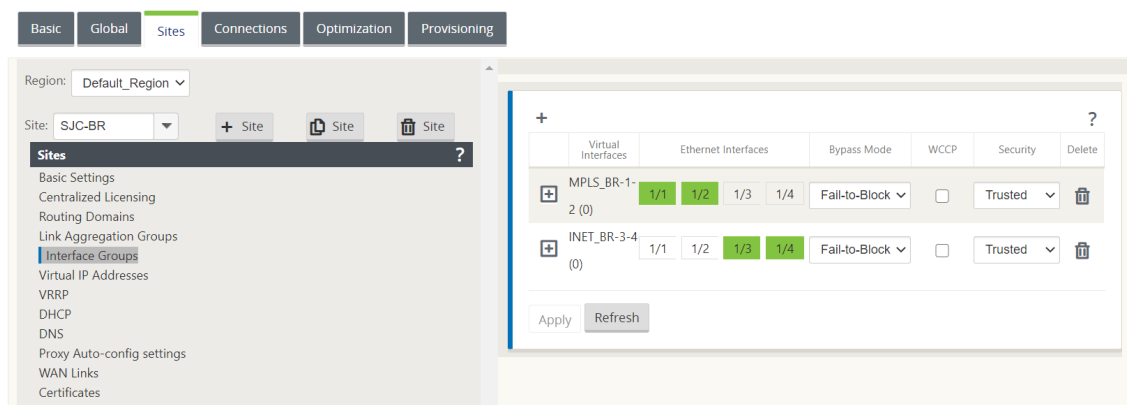 Basic Global Sites Connections Optimization Provisioning
Region: Default_Region
Site: SJC-BR + Site Site Site
Sites ?
Basic Settings
Centralized Licensing
Routing Domains
Link Aggregation Groups
Interface Groups
Virtual IP Addresses
VRRP
DHCP
DNS
Proxy Auto-config settings
WAN Links
Certificates
+ ?
Virtual Interfaces Ethernet Interfaces Bypass Mode WCCP Security Delete
MPLS_BR-1-
2 (0) 1/1 1/2 1/3 1/4 Fail-to-Block Trusted
INET_BR-3-4
(0) 1/1 1/2 1/3 1/4 Fail-to-Block Trusted
Apply Refresh